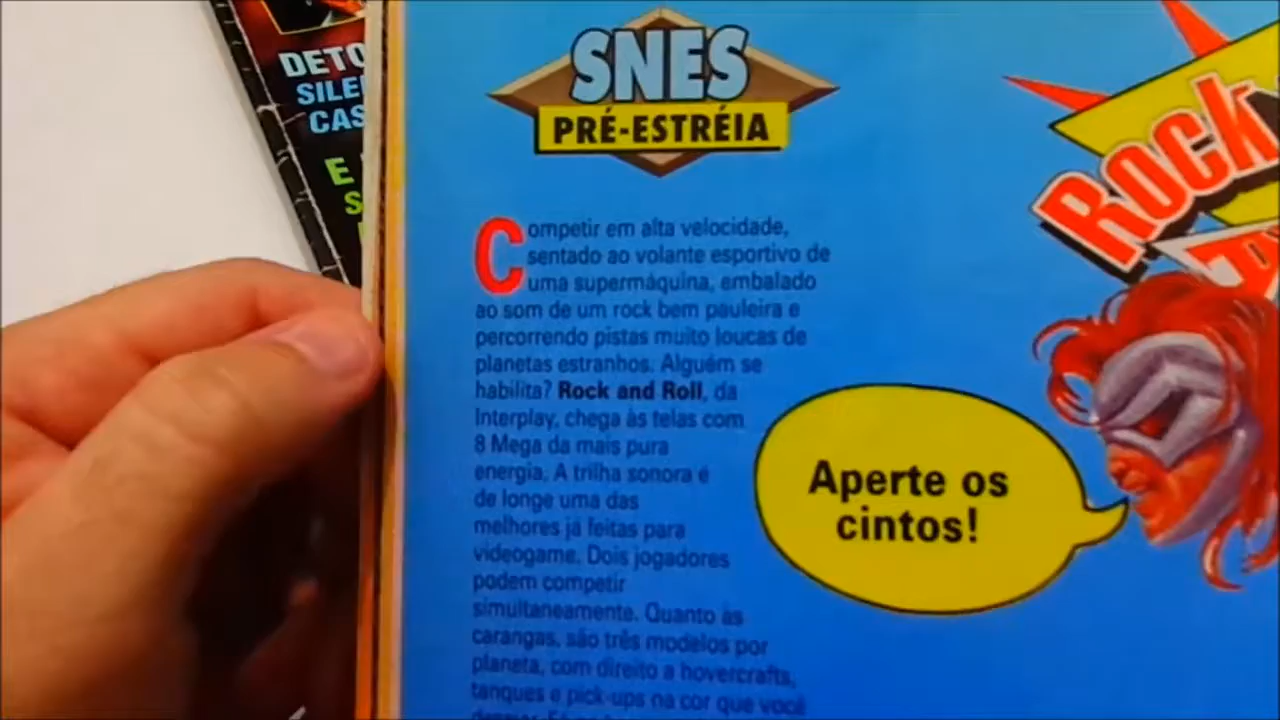 DETO
SILE
CAS
E
S
SNES
PRÉ-ESTRÉIA
Competir em alta velocidade,
sentado ao volante esportivo de
uma supermáquina, embalado
ao som de um rock bem pauleira e
percorrendo pistas muito loucas de
planetas estranhos. Alguém se
habilita? Rock and Roll, da
Interplay, chega às telas com
8 Mega da mais pura
energia. A trilha sonora é
de longe uma das
melhores já feitas para
videogame. Dois jogadores
podem competir
simultaneamente. Quanto às
carangas, são três modelos por
planeta, com direito a hovercrafts,
tanques e pick-ups na cor que você
ROCK
Aperte os
cintos!